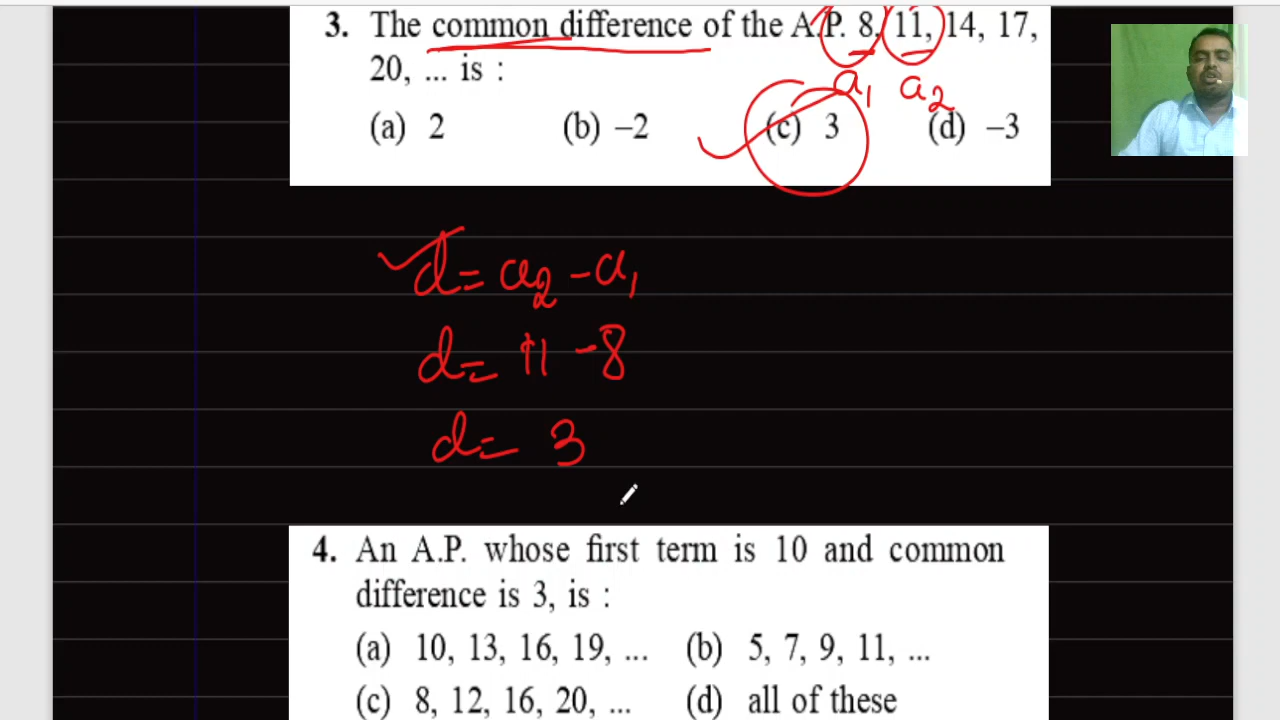 3. The common difference of the A.P. 8, 11, 14, 17,
20, ... is :
a1 a2
(a) 2 (b) –2 (c) 3 (d) –3
d= a2 -a1
d= 11 -8
d= 3
4. An A.P. whose first term is 10 and common
difference is 3, is :
(a) 10, 13, 16, 19, ... (b) 5, 7, 9, 11, ...
(c) 8, 12, 16, 20, ... (d) all of these